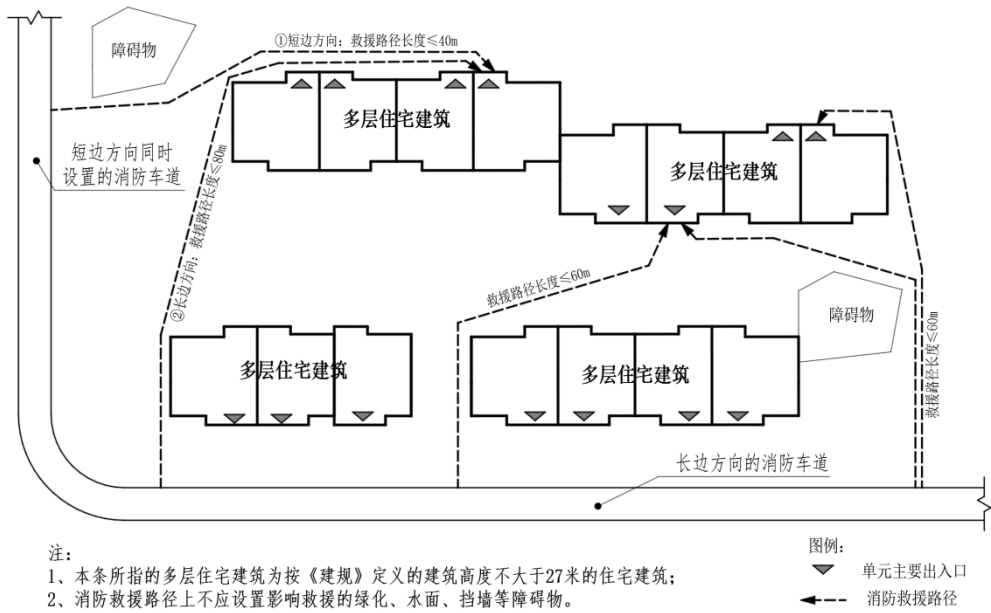 障碍物
①短边方向：救援路径长度≤40m
多层住宅建筑
短边方向同时
设置的消防车道
多层住宅建筑
②长边方向：救援路径长度≤80m
救援路径长度≤60m
障碍物
救援路径长度≤60m
多层住宅建筑
多层住宅建筑
长边方向的消防车道
注：
1、本条所指的多层住宅建筑为按《建规》定义的建筑高度不大于27米的住宅建筑；
2、消防救援路径上不应设置影响救援的绿化、水面、挡墙等障碍物。
图例：
单元主要出入口
消防救援路径